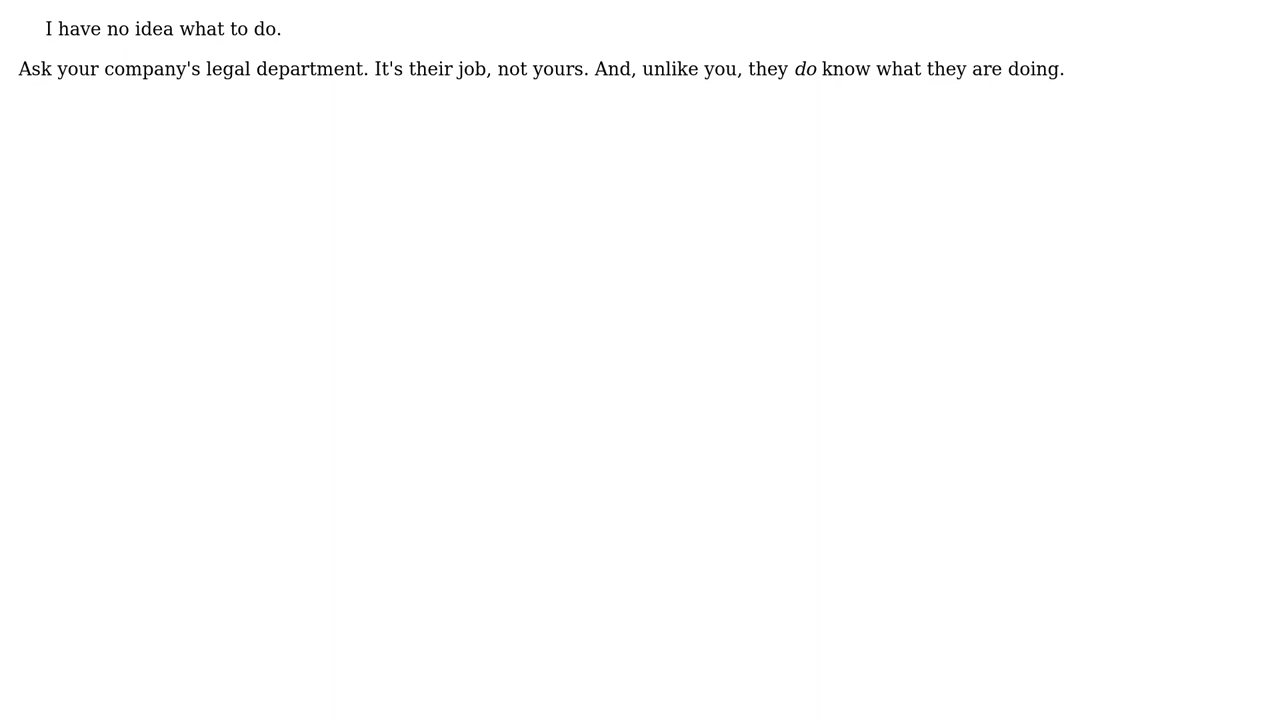 I have no idea what to do.
Ask your company's legal department. It's their job, not yours. And, unlike you, they do know what they are doing.